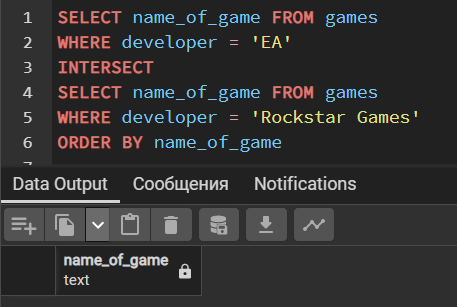 1 SELECT name_of_game FROM games
2 WHERE developer = 'EA'
3 INTERSECT
4 SELECT name_of_game FROM games
5 WHERE developer = 'Rockstar Games'
6 ORDER BY name_of_game
Data Output Сообщения Notifications
name_of_game
text